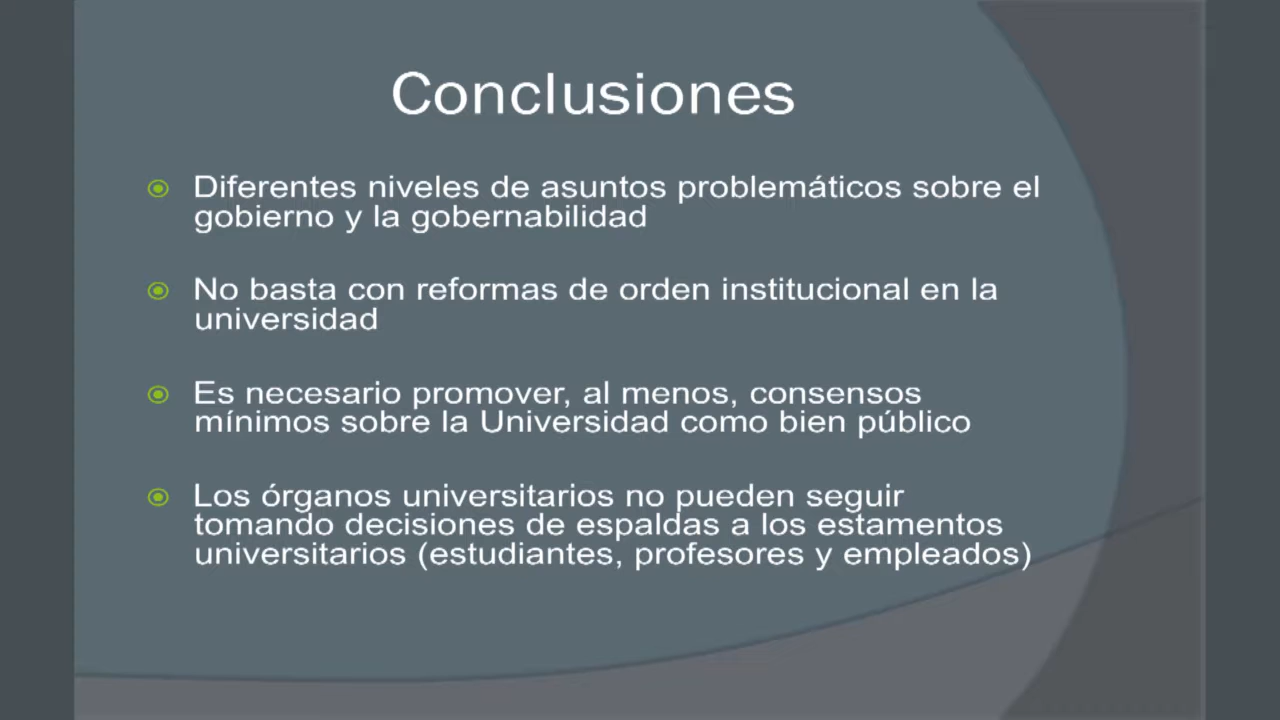 Conclusiones
Diferentes niveles de asuntos problemáticos sobre el
gobierno y la gobernabilidad
No basta con reformas de orden institucional en la
universidad
Es necesario promover, al menos, consensos
mínimos sobre la Universidad como bien público
Los órganos universitarios no pueden seguir
tomando decisiones de espaldas a los estamentos
universitarios (estudiantes, profesores y empleados)